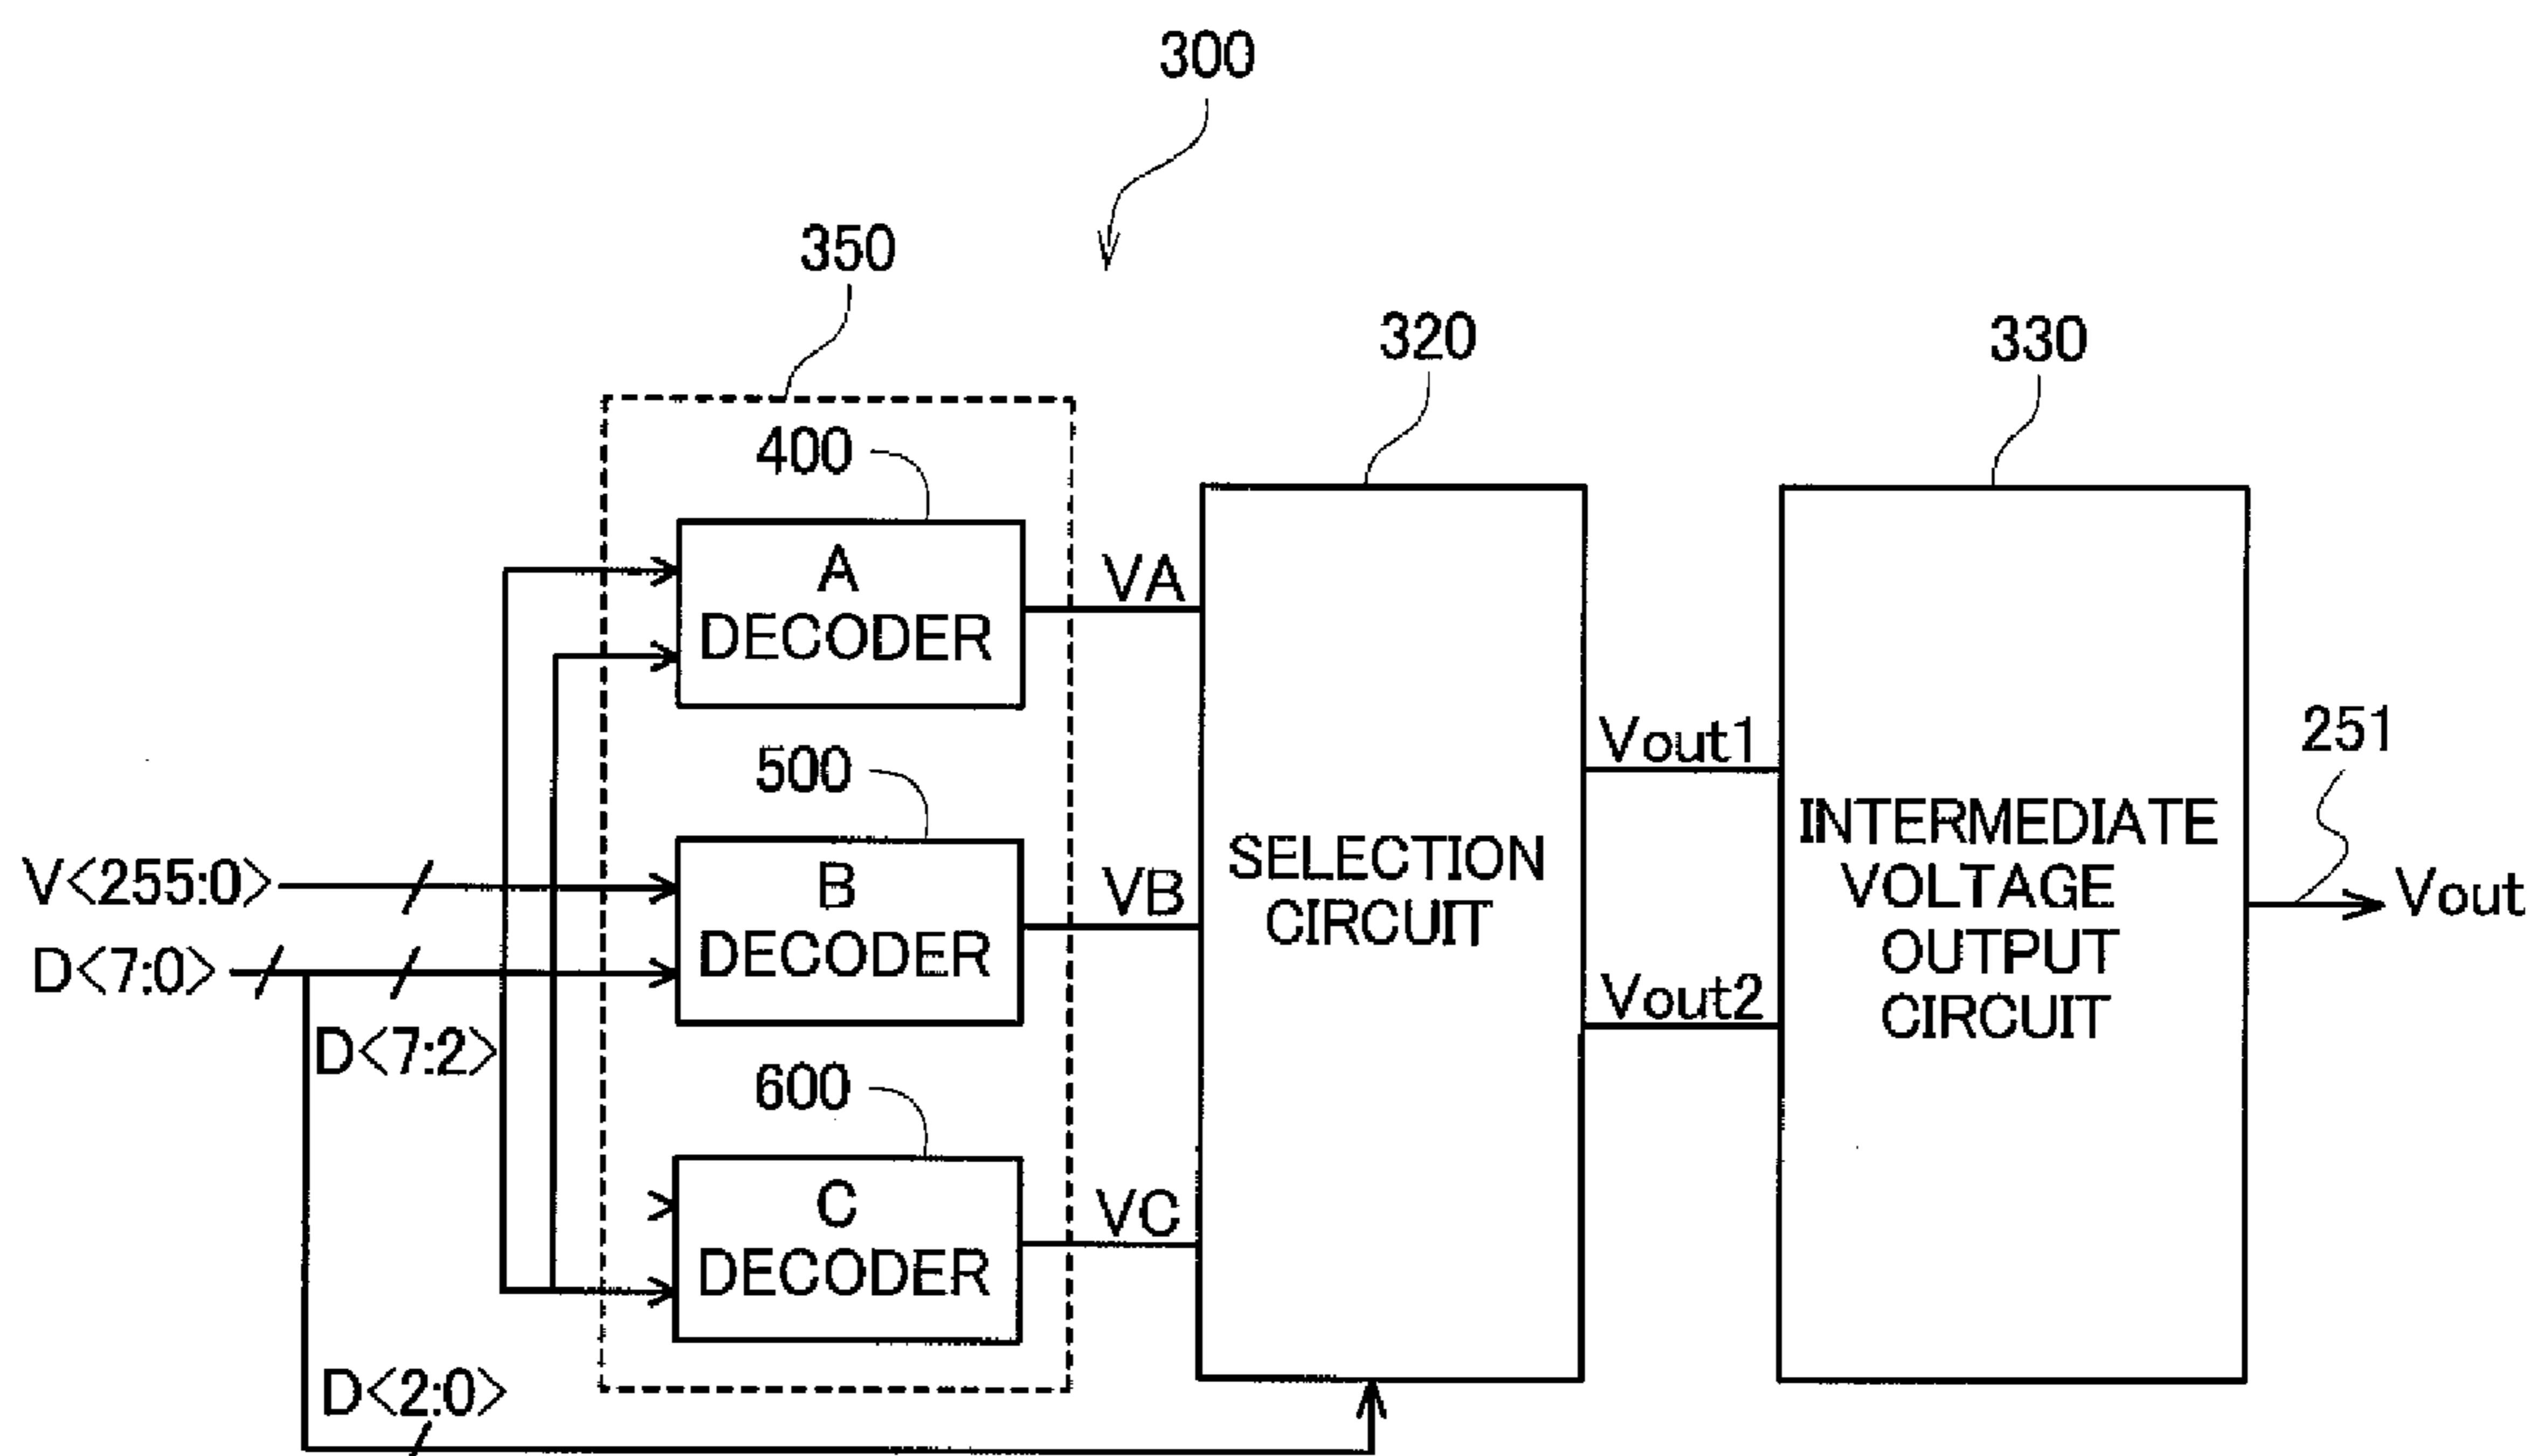 300
350
320
330
400
A
DECODER
VA
500
Vout1
251
V<255:0>
B
DECODER
VB
SELECTION
CIRCUIT
INTERMEDIATE
VOLTAGE
OUTPUT
CIRCUIT
Vout
D<7:0>
D<7:2>
Vout2
600
C
DECODER
VC
D<2:0>